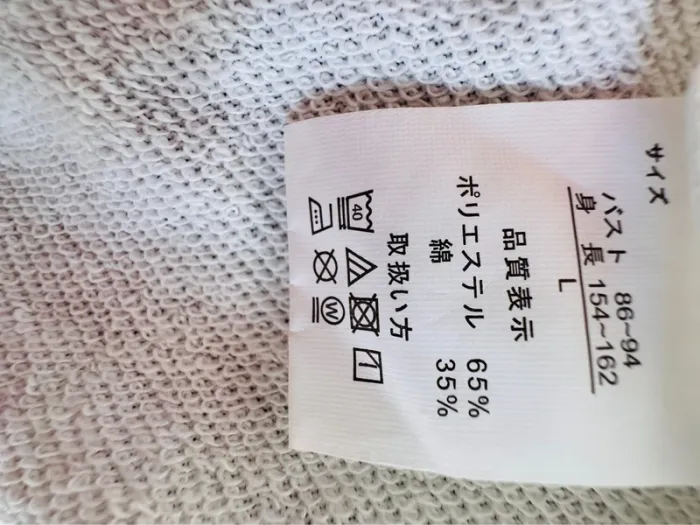 サイズ
バスト 86~94
身 長 154~162
L
品質表示
ポリエステル 65%
綿 35%
取扱い方
40
W